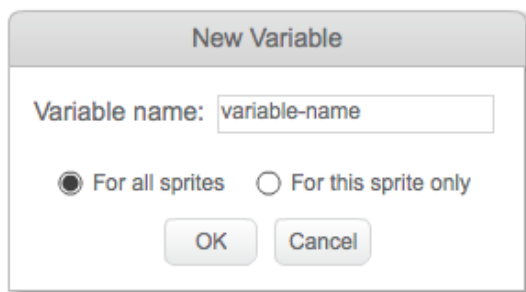 New Variable
Variable name: variable-name
For all sprites For this sprite only
OK Cancel